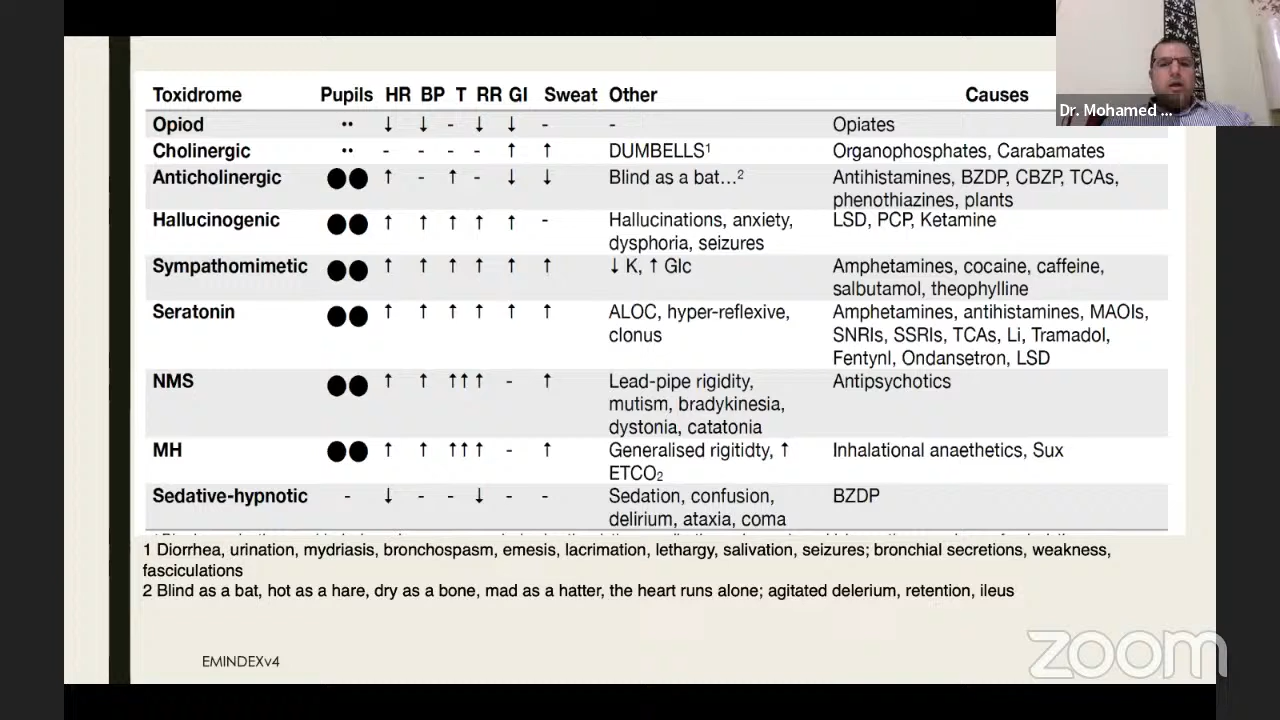 Toxidrome Pupils HR BP T RR GI Sweat Other Causes
Dr. Mohamed ...
Opiod •• ↓ ↓ - ↓ ↓ - - Opiates
Cholinergic •• - - - - ↑ ↑ DUMBELLS1 Organophosphates, Carabamates
Anticholinergic ●● ↑ - ↑ - ↓ ↓ Blind as a bat...2 Antihistamines, BZDP, CBZP, TCAs,
phenothiazines, plants
Hallucinogenic ●● ↑ ↑ ↑ ↑ ↑ - Hallucinations, anxiety, LSD, PCP, Ketamine
dysphoria, seizures
Sympathomimetic ●● ↑ ↑ ↑ ↑ ↑ ↑ ↓ K, ↑ Glc Amphetamines, cocaine, caffeine,
salbutamol, theophylline
Seratonin ●● ↑ ↑ ↑ ↑ ↑ ↑ ALOC, hyper-reflexive, Amphetamines, antihistamines, MAOIs,
clonus SNRIs, SSRIs, TCAs, Li, Tramadol,
Fentynl, Ondansetron, LSD
NMS ●● ↑ ↑ ↑↑ ↑ - ↑ Lead-pipe rigidity, Antipsychotics
mutism, bradykinesia,
dystonia, catatonia
MH ●● ↑ ↑ ↑↑ ↑ - ↑ Generalised rigitidty, ↑ Inhalational anaethetics, Sux
ETCO2
Sedative-hypnotic - ↓ - - ↓ - - Sedation, confusion, BZDP
delirium, ataxia, coma
1 Diorrhea, urination, mydriasis, bronchospasm, emesis, lacrimation, lethargy, salivation, seizures; bronchial secretions, weakness,
fasciculations
2 Blind as a bat, hot as a hare, dry as a bone, mad as a hatter, the heart runs alone; agitated delerium, retention, ileus
EMINDEXv4
zoom